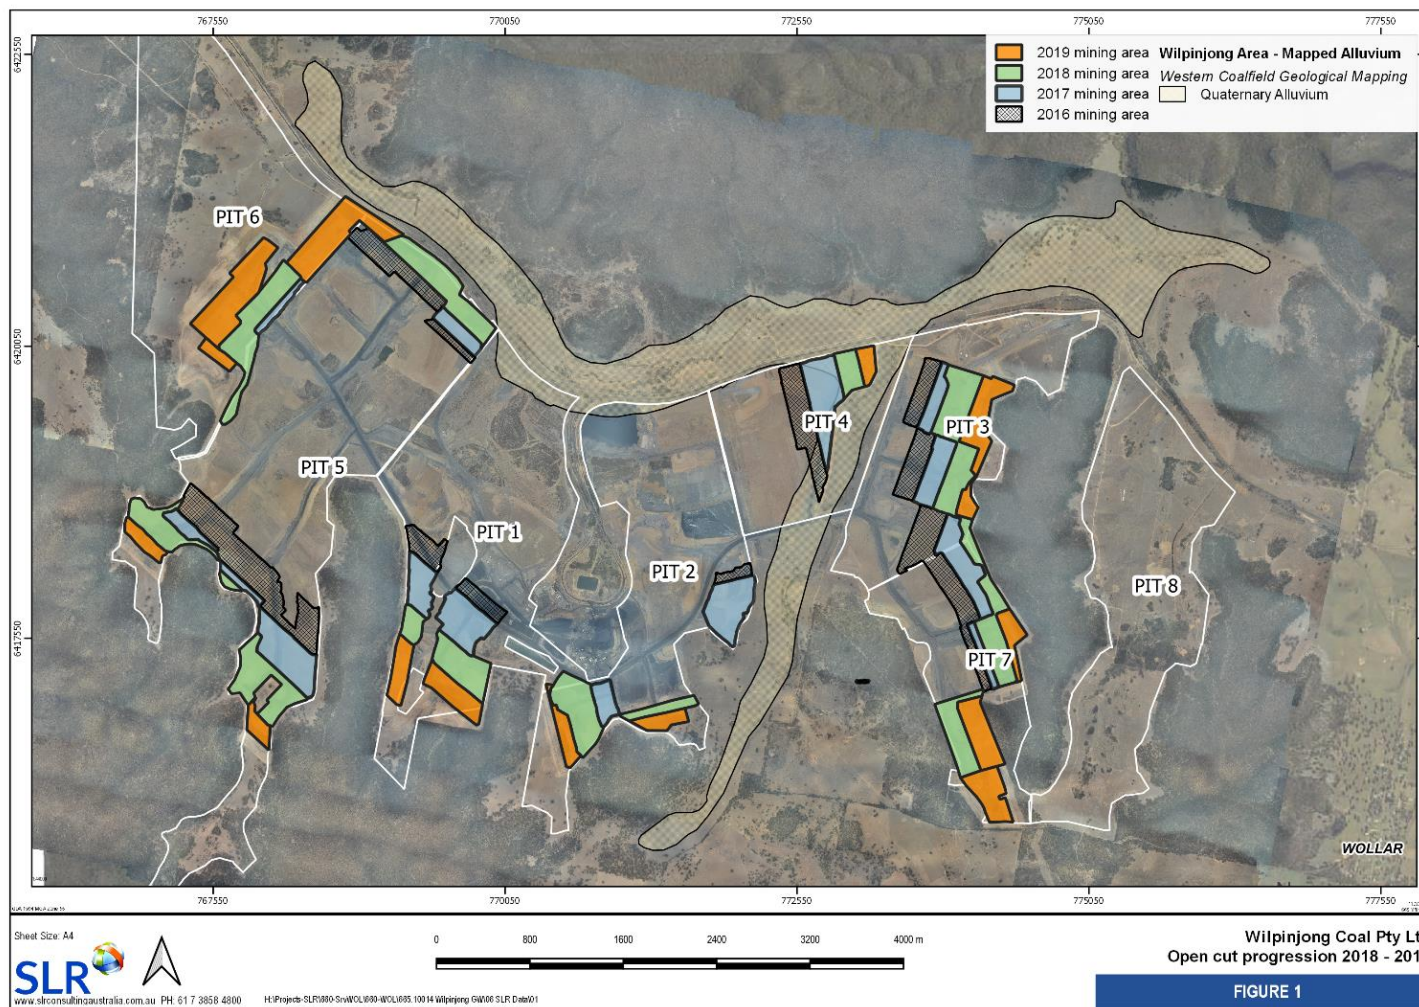 767550 770050 772550 775050 777550
6422550
6420050
6417550
2019 mining area
2018 mining area
2017 mining area
2016 mining area
Wilpinjong Area - Mapped Alluvium
Western Coalfield Geological Mapping
Quaternary Alluvium
PIT 6
PIT 4
PIT 3
PIT 5
PIT 1
PIT 2
PIT 8
PIT 7
WOLLAR
767550 770050 772550 775050 777550
Sheet Size: A4
SLR
www.slrconsultingaustralia.com.au PH: 61 7 3858 4800
0 800 1600 2400 3200 4000 m
Wilpinjong Coal Pty Lt
Open cut progression 2018 - 201
FIGURE 1